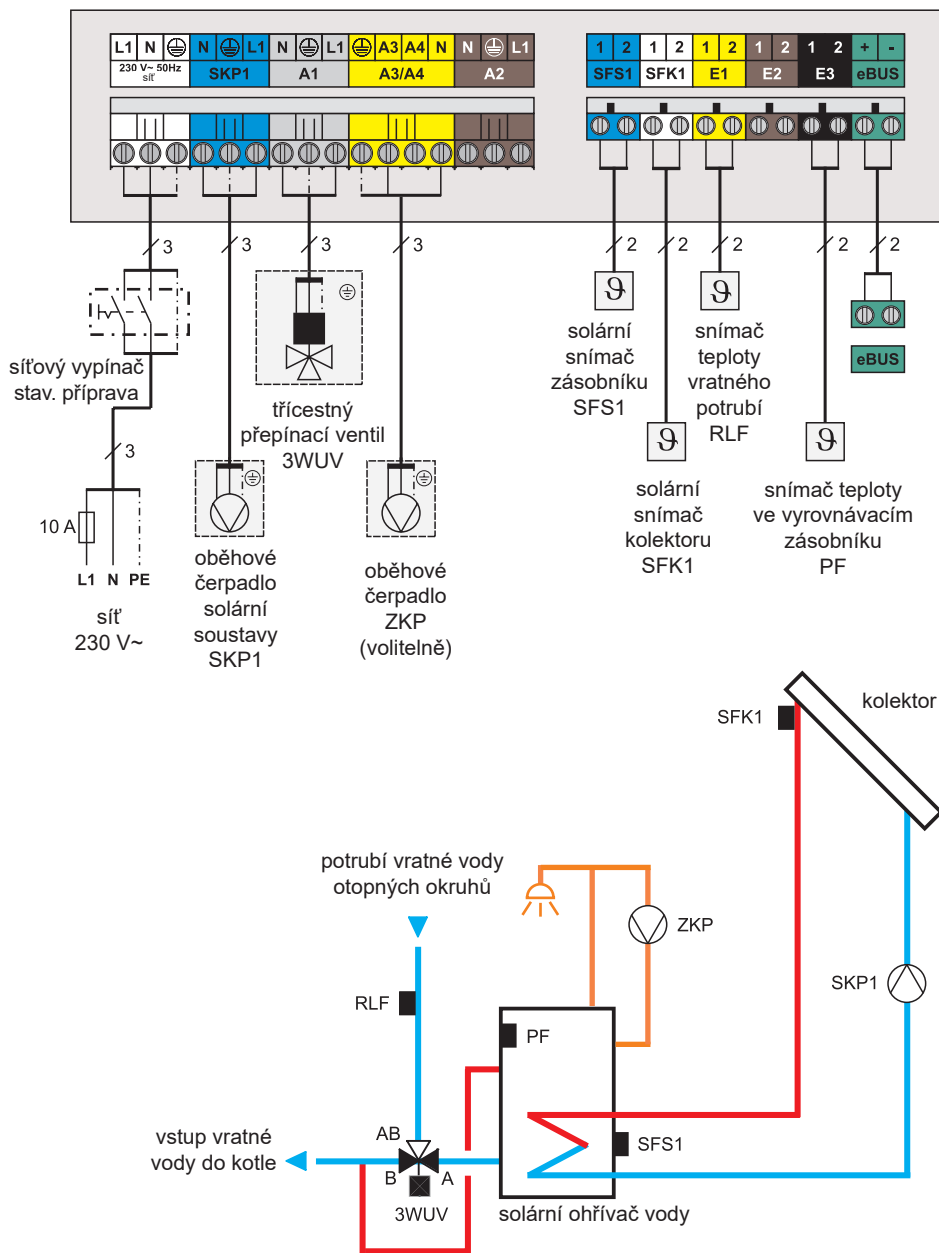 L1 N N L1 N L1 A3 A4 N N L1
230 V~ 50Hz
síť
SKP1 A1 A3/A4 A2
1 2 1 2 1 2 1 2 1 2 + -
SFS1 SFK1 E1 E2 E3 eBUS
3 3 3 3 2 2 2 2 2
síťový vypínač
stav. příprava
3
10 A
L1 N PE
síť
230 V~
oběhové
čerpadlo
solární
soustavy
SKP1
třícestný
přepínací ventil
3WUV
oběhové
čerpadlo
ZKP
(volitelně)
solární
snímač
zásobníku
SFS1
ϑ
ϑ
snímač
teploty
vratného
potrubí
RLF
eBUS
ϑ
ϑ
solární
snímač
kolektoru
SFK1
snímač teploty
ve vyrovnávacím
zásobníku
PF
kolektor
SFK1
potrubí vratné vody
otopných okruhů
ZKP
SKP1
RLF
PF
AB
SFS1
vstup vratné
vody do kotle
B A
3WUV
solární ohřívač vody